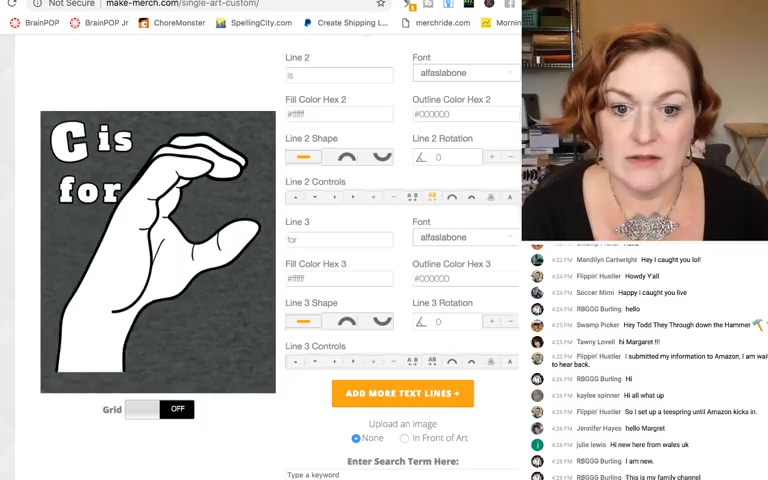 Not Secure | make-merch.com/single-art-custom/
BrainPOP BrainPOP Jr ChoreMonster SpellingCity.com Create Shipping L... merchride.com Mornin
Line 2 Font
is alfaslabone
Fill Color Hex 2 Outline Color Hex 2
#ffffff #000000
Line 2 Shape Line 2 Rotation
0 + −
Line 2 Controls
Line 3 Font
for alfaslabone
Fill Color Hex 3 Outline Color Hex 3
#ffffff #000000
Line 3 Shape Line 3 Rotation
0 + −
Line 3 Controls
ADD MORE TEXT LINES +
Upload an Image
None In Front of Art
Enter Search Term Here:
Type a keyword
C is
for
Grid OFF
4:22 PM Mandilyn Cartwright Hey I caught you lol!
4:24 PM Flippin' Hustler Howdy Y'all
4:24 PM Soccer Mimi Happy I caught you live
4:24 PM RBGGG Burling hello
4:25 PM Swamp Picker Hey Todd They Through down the Hammer
4:25 PM Tawny Lovell hi Margaret !!!
4:25 PM Flippin' Hustler I submitted my information to Amazon, I am wai
to hear back.
4:26 PM RBGGG Burling Hi
4:26 PM kaylee spinner Hi all what up
4:26 PM Flippin' Hustler So I set up a teespring until Amazon kicks in.
4:26 PM Jennifer Hayes hello Margret
4:26 PM julie lewis Hi new here from wales uk
4:28 PM RBGGG Burling I am new.
4:28 PM RBGGG Burling This is my family channel